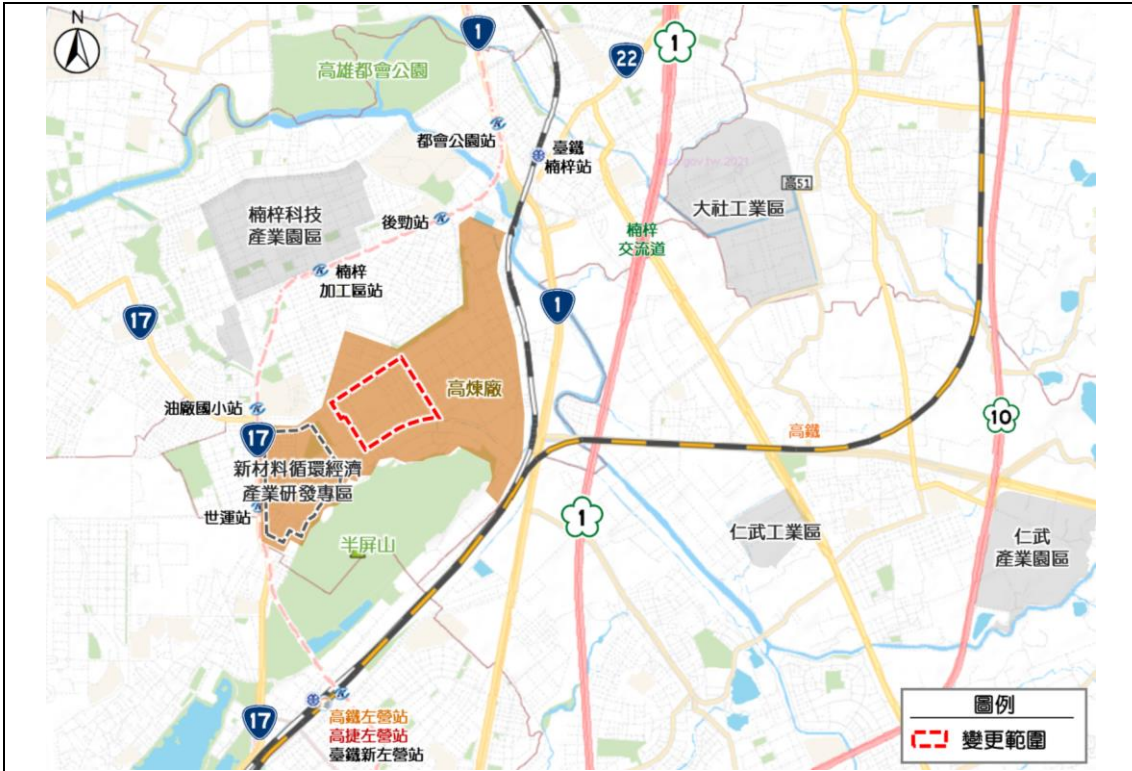 N
1
22
1
高雄都會公園
都會公園站
臺鐵
楠梓站
高51
大社工業區
楠梓科技
產業園區
後勁站
楠梓
交流道
楠梓
加工區站
17
1
高煉廠
油廠國小站
17
10
高鐵
新材料循環經濟
產業研發專區
世運站
1
半屏山
仁武工業區
仁武
產業園區
17
高鐵左營站
高捷左營站
臺鐵新左營站
圖例
變更範圍